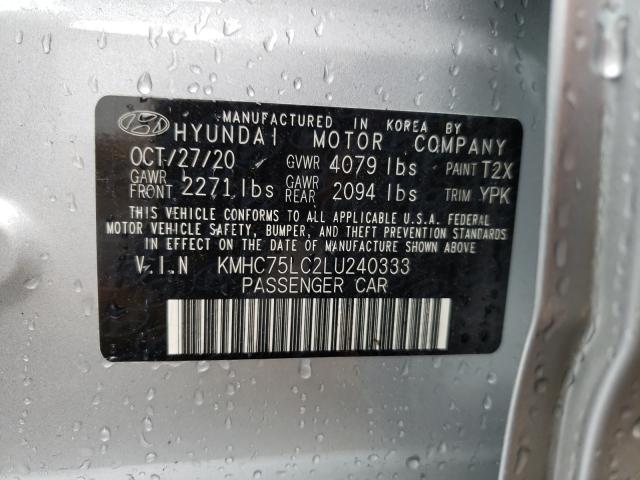 MANUFACTURED IN KOREA BY
HYUNDAI MOTOR COMPANY
OCT/27/20 GVWR 4079 lbs PAINT T2X
GAWR FRONT 2271 lbs GAWR REAR 2094 lbs TRIM YPK
THIS VEHICLE CONFORMS TO ALL APPLICABLE U.S.A. FEDERAL
MOTOR VEHICLE SAFETY, BUMPER, AND THEFT PREVENTION STANDARDS
IN EFFECT ON THE DATE OF MANUFACTURE SHOWN ABOVE.
V.I.N KMHC75LC2LU240333
PASSENGER CAR